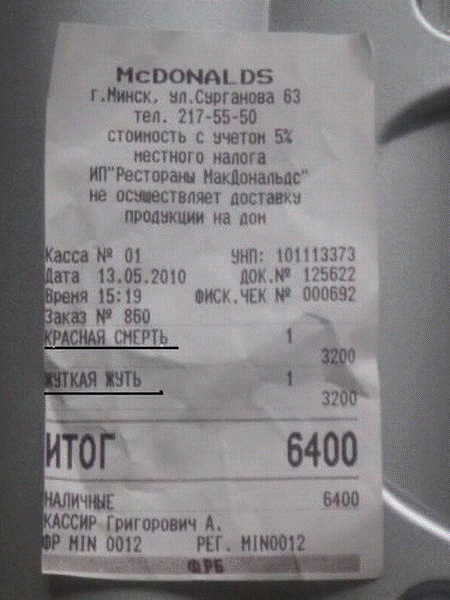 McDONALDS
г.Минск, ул.Сурганова 63
тел. 217-55-50
стоимость с учетом 5%
местного налога
ИП"Рестораны МакДональдс"
не осуществляет доставку
продукции на дом
Касса № 01 УНП: 101113373
Дата 13.05.2010 ДОК.№ 125622
Время 15:19 ФИСК.ЧЕК № 000692
Заказ № 860
КРАСНАЯ СМЕРТЬ 1
3200
ЖУТКАЯ ЖУТЬ 1
3200
ИТОГ 6400
НАЛИЧНЫЕ 6400
КАССИР Григорович А.
ФР MIN 0012 РЕГ. MIN0012
ФРБ